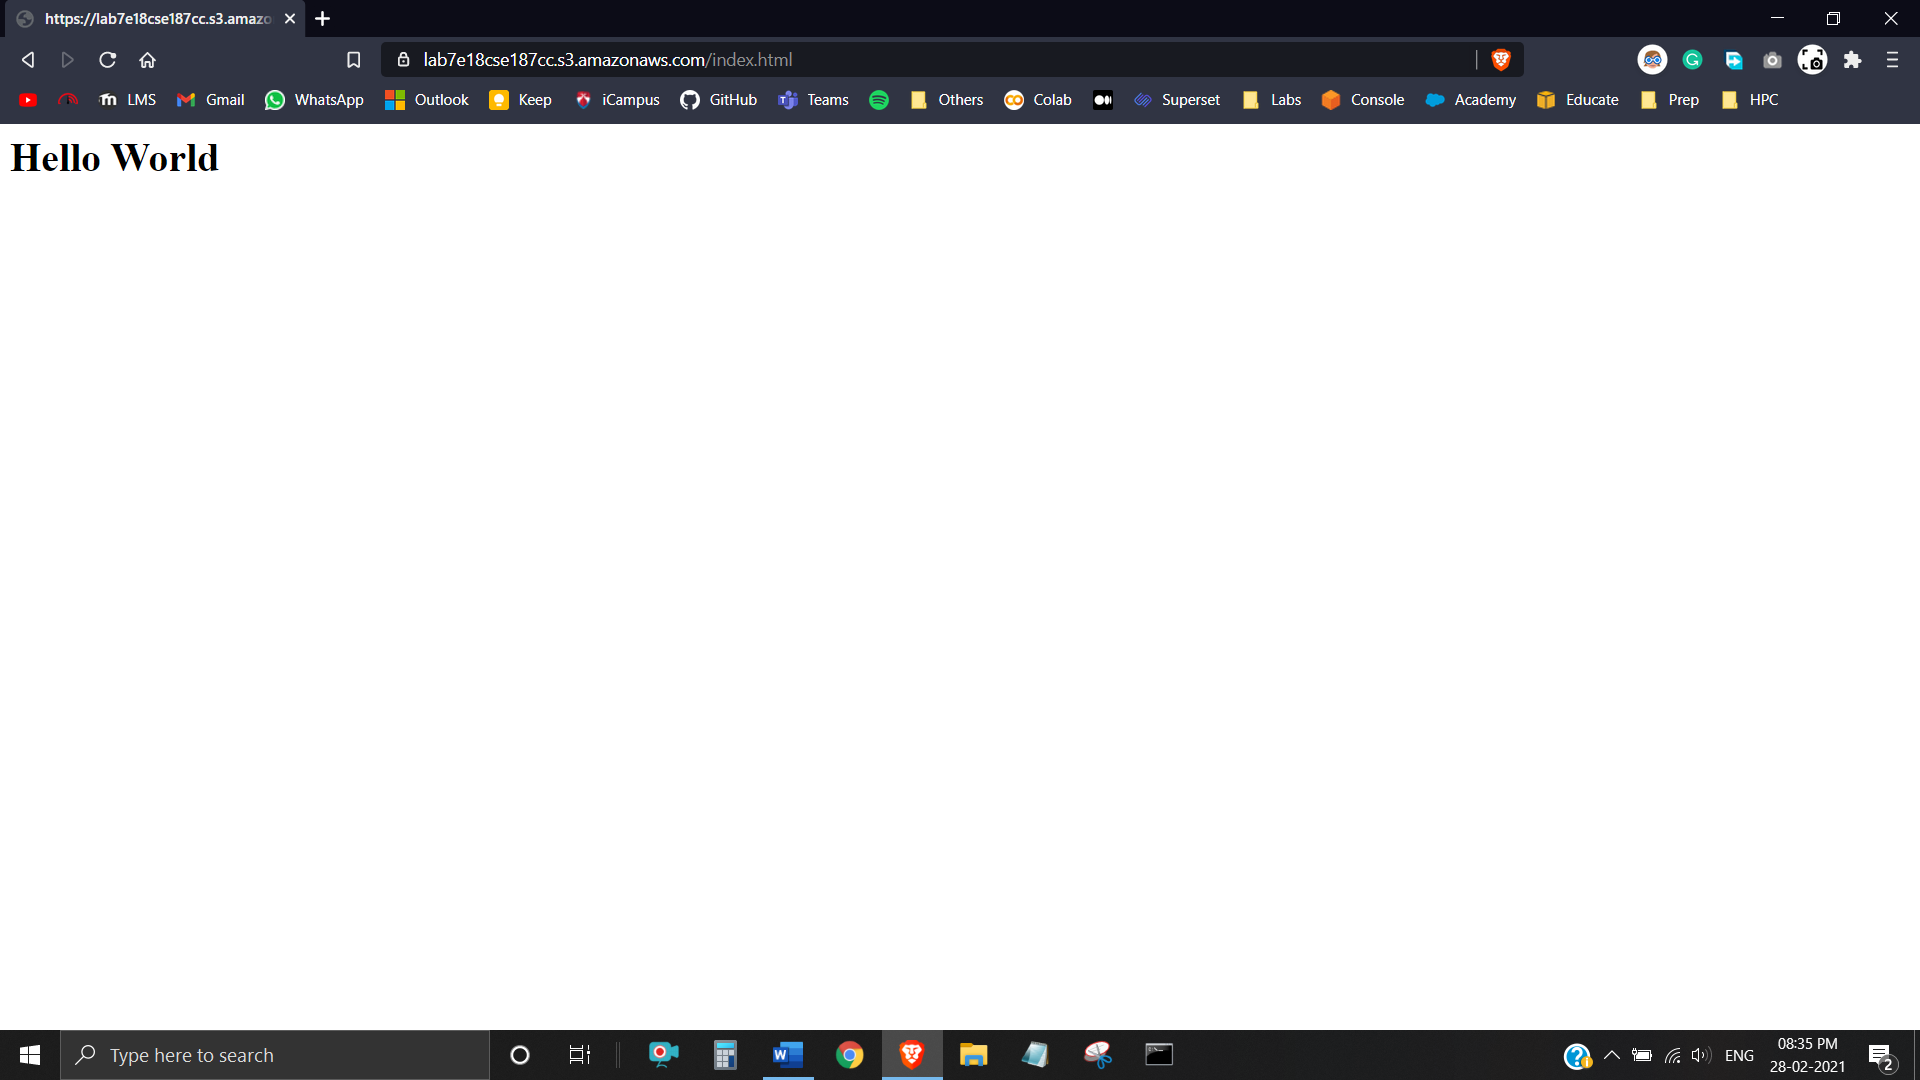 https://lab7e18cse187cc.s3.amazo
lab7e18cse187cc.s3.amazonaws.com/index.html
LMS Gmail WhatsApp Outlook Keep iCampus GitHub Teams Others Colab Superset Labs Console Academy Educate Prep HPC
Hello World
Type here to search
ENG
08:35 PM
28-02-2021
2